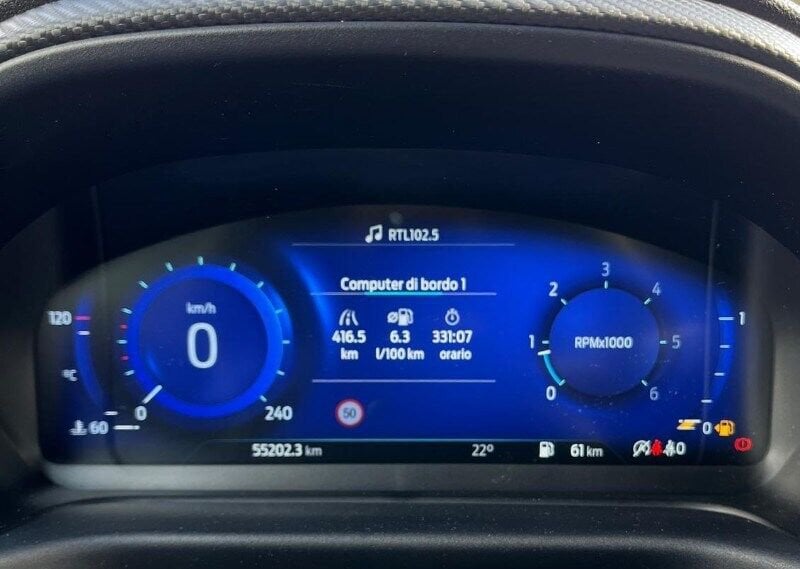 RTL102.5
Computer di bordo 1
416.5 6.3 331:07
km l/100 km orario
km/h
0
0 240
120
°C
60
50
0 1 2 3 4 5 6
RPMx1000
1
0
55202.3 km 22° 61 km 0